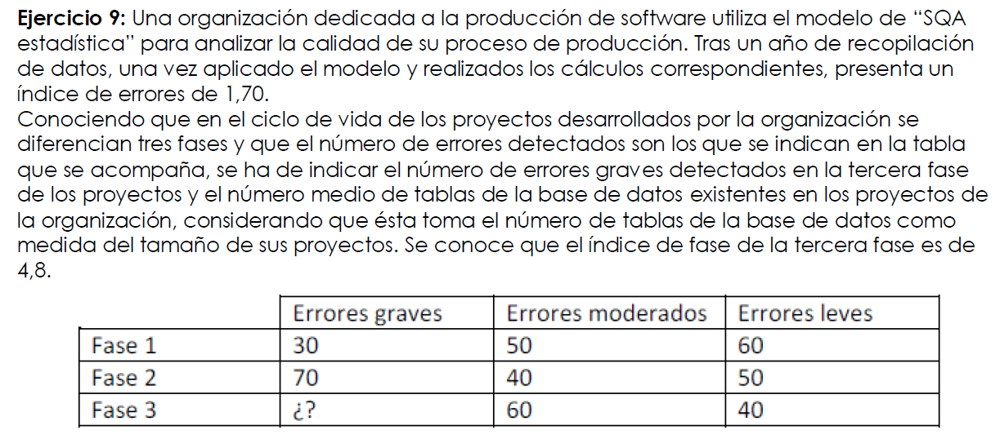 Ejercicio 9: Una organización dedicada a la producción de software utiliza el modelo de “SQA
estadística” para analizar la calidad de su proceso de producción. Tras un año de recopilación
de datos, una vez aplicado el modelo y realizados los cálculos correspondientes, presenta un
índice de errores de 1,70.
Conociendo que en el ciclo de vida de los proyectos desarrollados por la organización se
diferencian tres fases y que el número de errores detectados son los que se indican en la tabla
que se acompaña, se ha de indicar el número de errores graves detectados en la tercera fase
de los proyectos y el número medio de tablas de la base de datos existentes en los proyectos de
la organización, considerando que ésta toma el número de tablas de la base de datos como
medida del tamaño de sus proyectos. Se conoce que el índice de fase de la tercera fase es de
4,8.
Errores graves Errores moderados Errores leves
Fase 1 30 50 60
Fase 2 70 40 50
Fase 3 ¿? 60 40